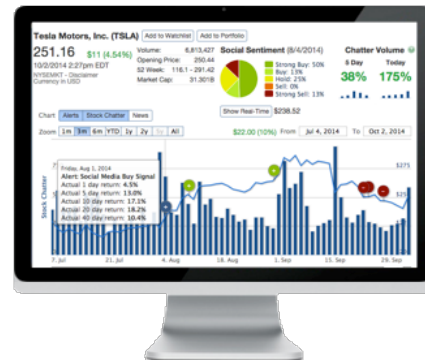 Tesla Motors, Inc. (TSLA) Add to Watchlist Add to Portfolio
251.16 $11 (4.54%)
10/2/2014 2:27pm EDT
NYSEMKT - Disclaimer
Currency in USD
Volume: 6,813,427
Opening Price: 250.44
52 Week: 116.1 - 291.42
Market Cap: 31.301B
Social Sentiment (8/4/2014)
Strong Buy: 50%
Buy: 13%
Hold: 25%
Sell: 0%
Strong Sell: 13%
Chatter Volume
5 Day Today
38% 175%
Chart Alerts Stock Chatter News
Show Real-Time $238.52
Zoom 1m 3m 6m YTD 1y 2y 5y All
$22.00 (10%) From Jul 4, 2014 To Oct 2, 2014
Friday, Aug 1, 2014
Alert: Social Media Buy Signal
Actual 1 day return: 4.5%
Actual 5 day return: 13.0%
Actual 10 day return: 17.1%
Actual 20 day return: 18.2%
Actual 40 day return: 10.4%
Stock Chatter
$275
7. Jul 21. Jul 4. Aug 18. Aug 1. Sep 15. Sep 29. Sep